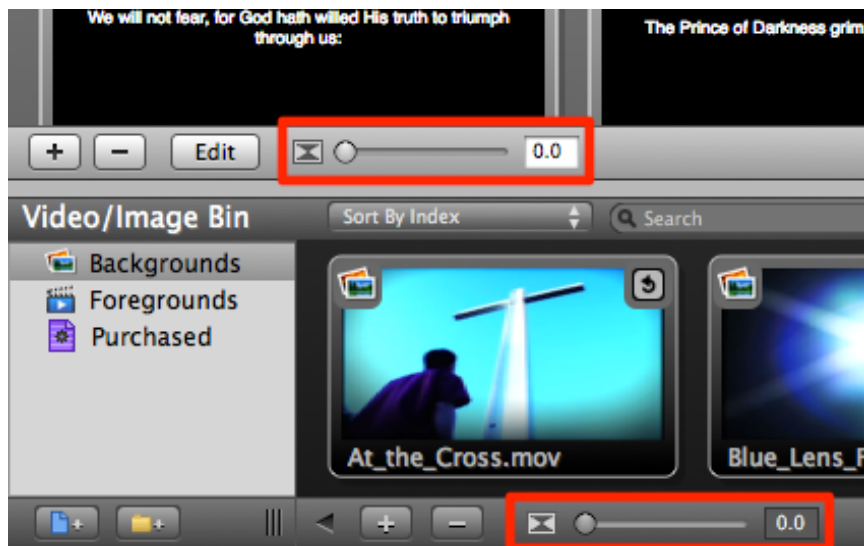 We will not fear, for God hath willed His truth to triumph
through us:
The Prince of Darkness grim
+ − Edit 0.0
Video/Image Bin Sort By Index Search
Backgrounds
Foregrounds
Purchased
At_the_Cross.mov Blue_Lens_F
+ + + − 0.0